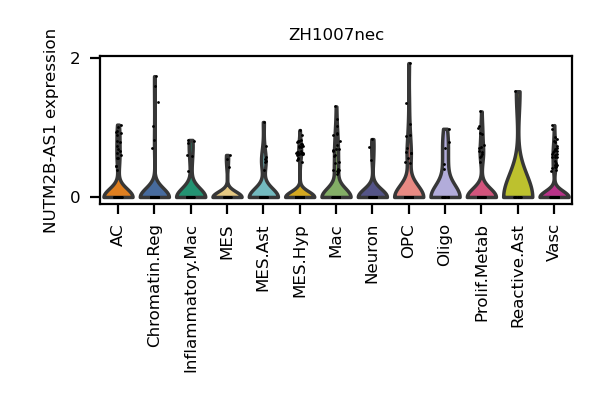 ZH1007nec
NUTM2B-AS1 expression
2
0
AC
Chromatin.Reg
Inflammatory.Mac
MES
MES.Ast
MES.Hyp
Mac
Neuron
OPC
Oligo
Prolif.Metab
Reactive.Ast
Vasc